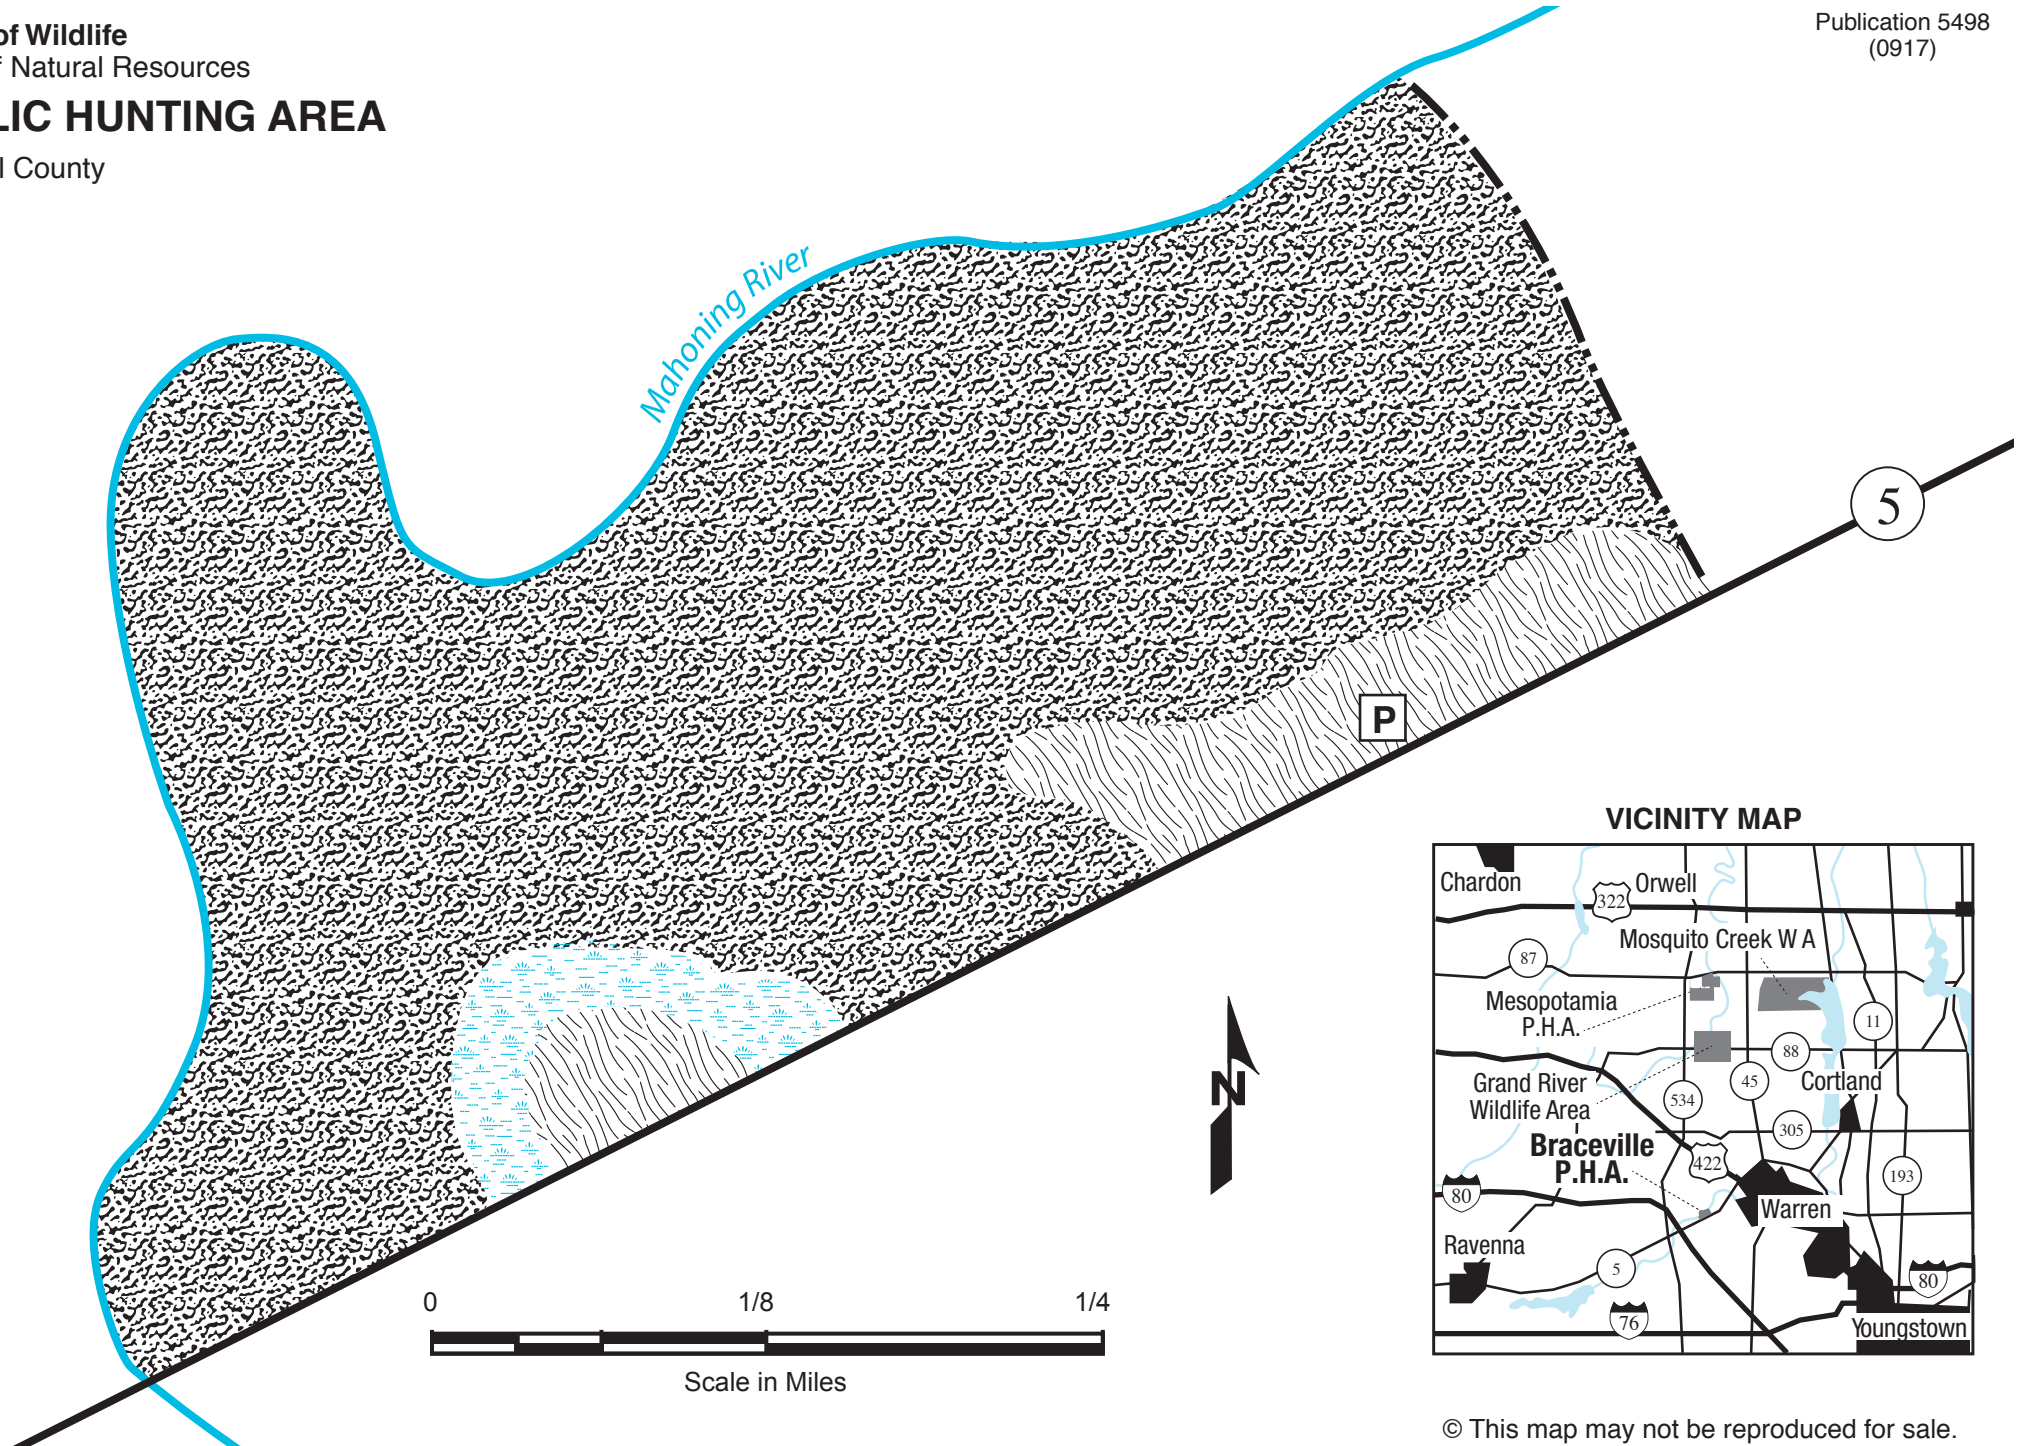 of Wildlife
Natural Resources
LIC HUNTING AREA
County
Publication 5498
(0917)
Mahoning River
5
P
VICINITY MAP
Chardon
Orwell
322
Mosquito Creek W A
87
Mesopotamia
P.H.A.
11
88
Grand River
Wildlife Area
45
Cortland
534
305
Braceville
P.H.A.
422
193
80
Warren
Ravenna
5
80
76
Youngstown
N
0 1/8 1/4
Scale in Miles
© This map may not be reproduced for sale.